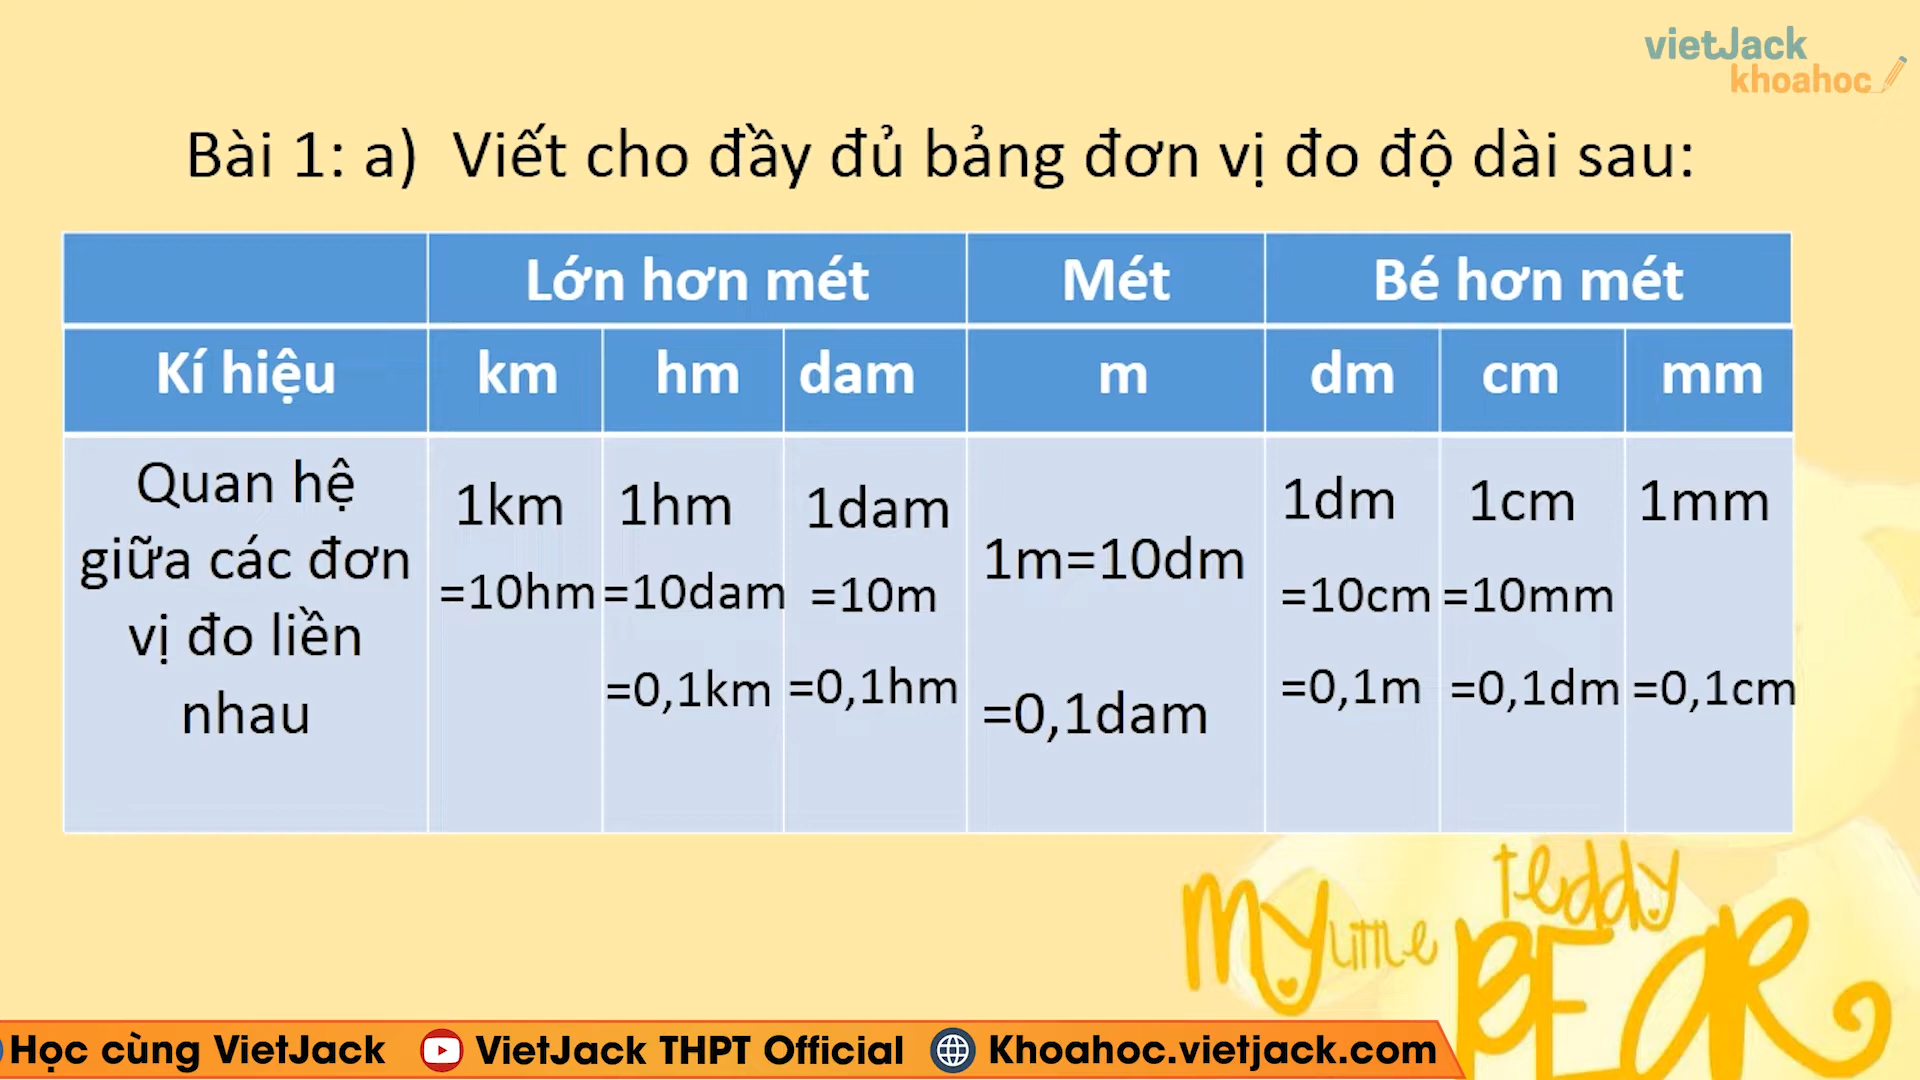 vietJack
khoahoc
Bài 1: a) Viết cho đầy đủ bảng đơn vị đo độ dài sau:
Lớn hơn mét Mét Bé hơn mét
Kí hiệu km hm dam m dm cm mm
Quan hệ
giữa các đơn
vị đo liền
nhau
1km
=10hm
1hm
=10dam
=0,1km
1dam
=10m
=0,1hm
1m=10dm
=0,1dam
1dm
=10cm
=0,1m
1cm
=10mm
=0,1dm
1mm
=0,1cm
My little teddy
BEAR
Học cùng VietJack VietJack THPT Official Khoahoc.vietjack.com